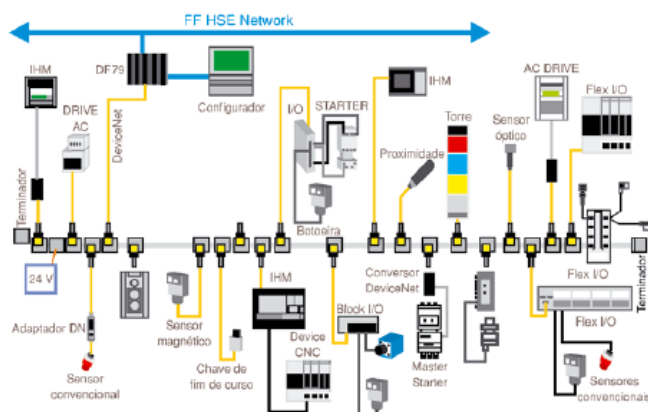 FF HSE Network
IHM
DF79
DRIVE
AC
DeviceNet
Configurador
I/O
STARTER
IHM
Torre
Proximidade
Sensor
óptico
AC DRIVE
Flex I/O
Terminador
Botoeira
24 V
Adaptador DN
Sensor
convencional
Sensor
magnético
Chave de
fim de curso
IHM
Device
CNC
Block I/O
Conversor
DeviceNet
Master
Starter
Flex I/O
Flex I/O
Sensores
convencionais
Terminador